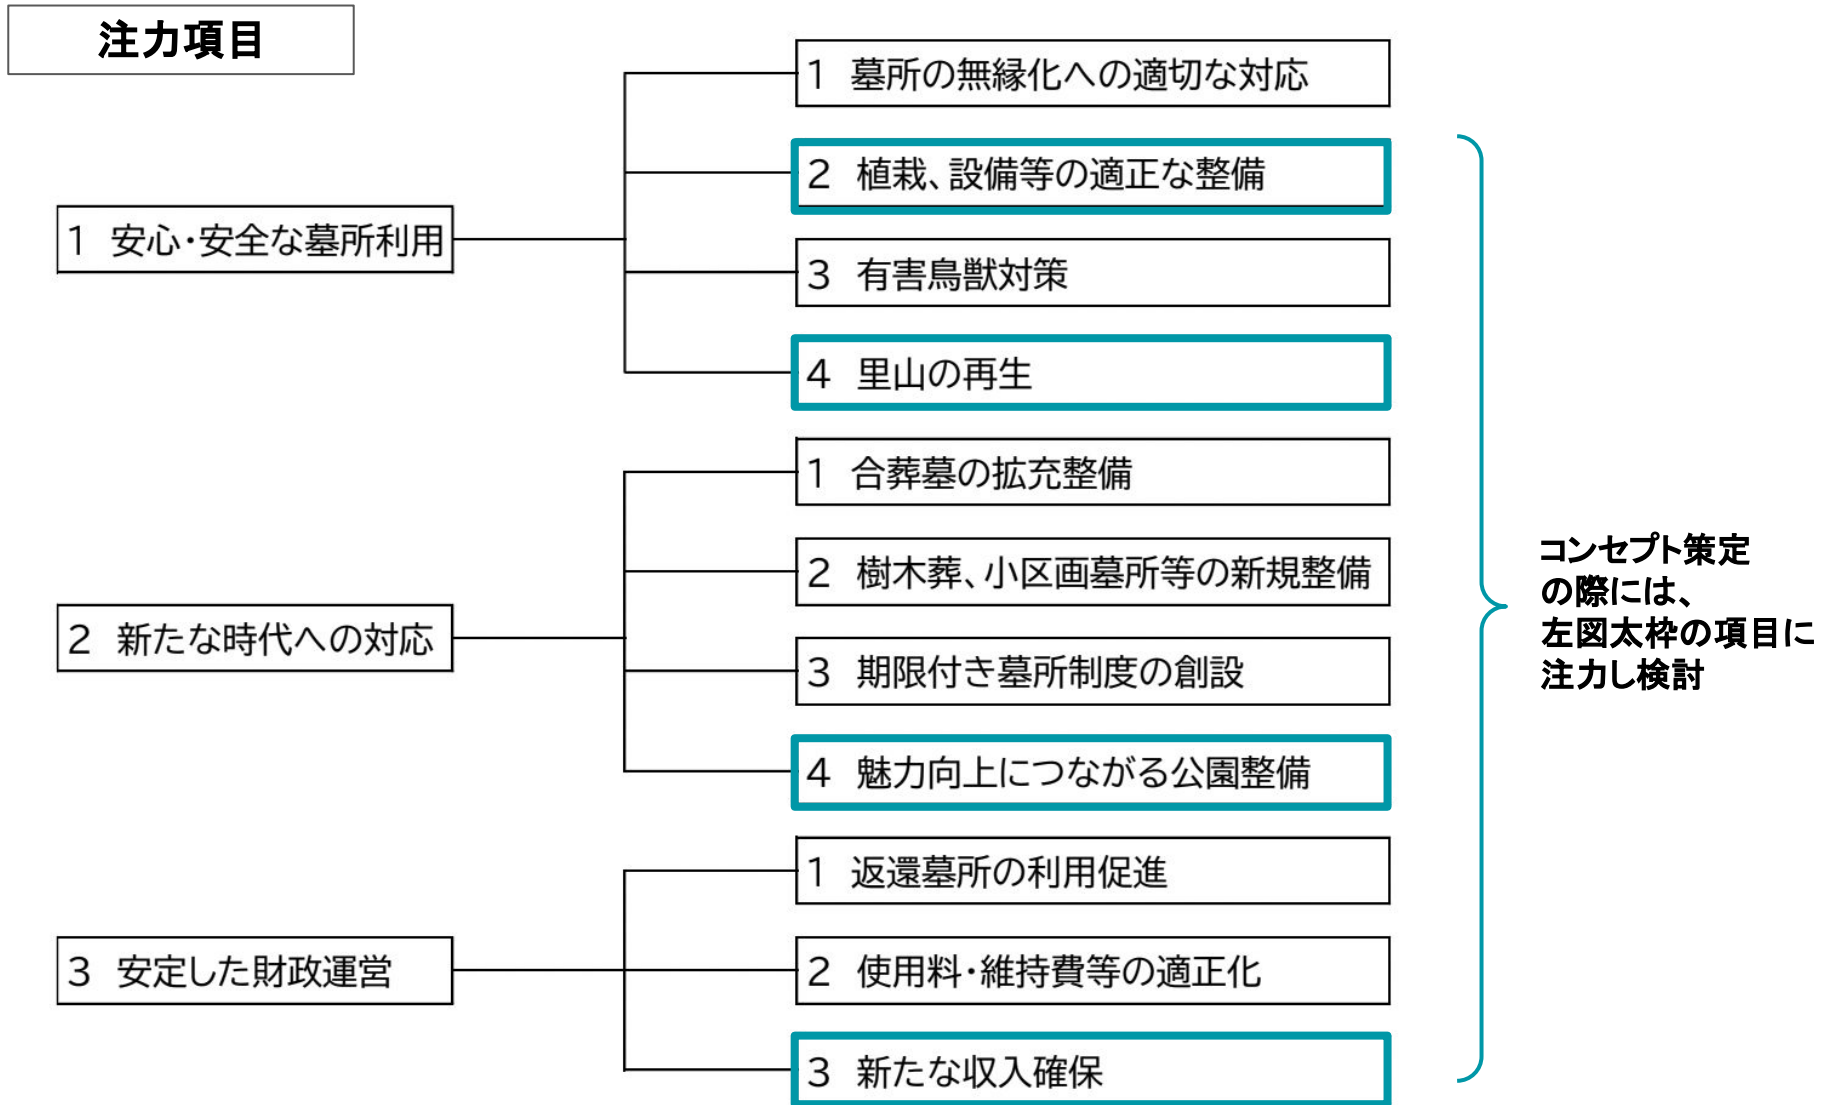 注力項目
1 安心・安全な墓所利用
1 墓所の無縁化への適切な対応
2 植栽、設備等の適正な整備
3 有害鳥獣対策
4 里山の再生
2 新たな時代への対応
1 合葬墓の拡充整備
2 樹木葬、小区画墓所等の新規整備
3 期限付き墓所制度の創設
4 魅力向上につながる公園整備
3 安定した財政運営
1 返還墓所の利用促進
2 使用料・維持費等の適正化
3 新たな収入確保
コンセプト策定
の際には、
左図太枠の項目に
注力し検討